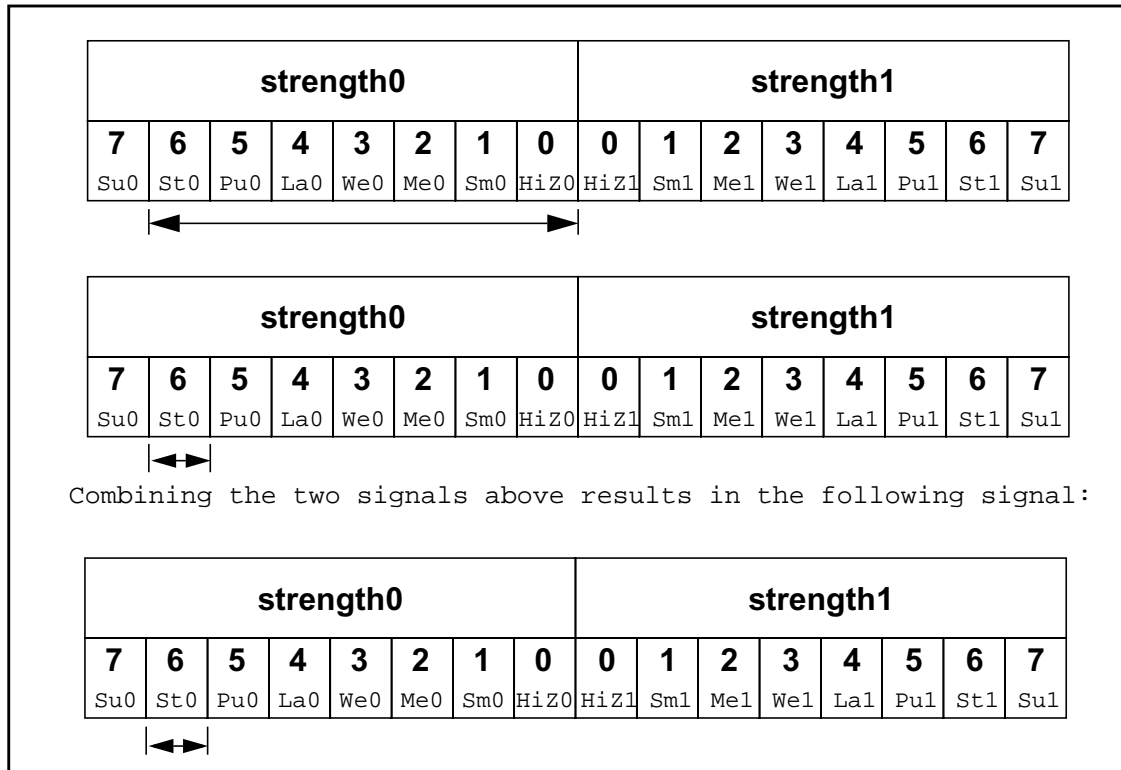 strength0 strength1
7 6 5 4 3 2 1 0 0 1 2 3 4 5 6 7
Su0 St0 Pu0 La0 We0 Me0 Sm0 HiZ0 HiZ1 Sm1 Me1 We1 La1 Pu1 St1 Su1
strength0 strength1
7 6 5 4 3 2 1 0 0 1 2 3 4 5 6 7
Su0 St0 Pu0 La0 We0 Me0 Sm0 HiZ0 HiZ1 Sm1 Me1 We1 La1 Pu1 St1 Su1
Combining the two signals above results in the following signal:
strength0 strength1
7 6 5 4 3 2 1 0 0 1 2 3 4 5 6 7
Su0 St0 Pu0 La0 We0 Me0 Sm0 HiZ0 HiZ1 Sm1 Me1 We1 La1 Pu1 St1 Su1